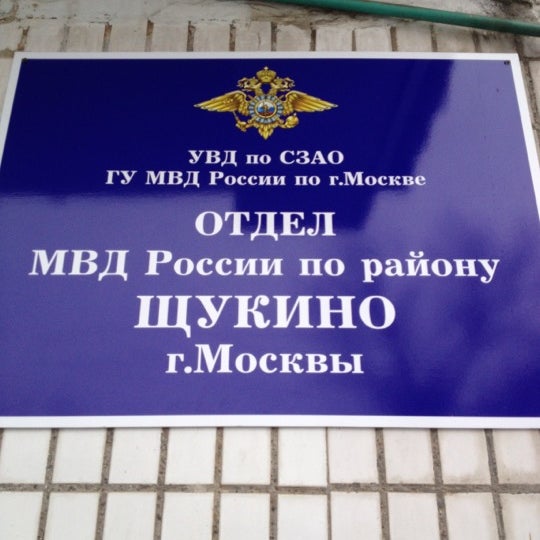 УВД по СЗАО
ГУ МВД России по г.Москве
ОТДЕЛ
МВД России по району
ЩУКИНО
г.Москвы